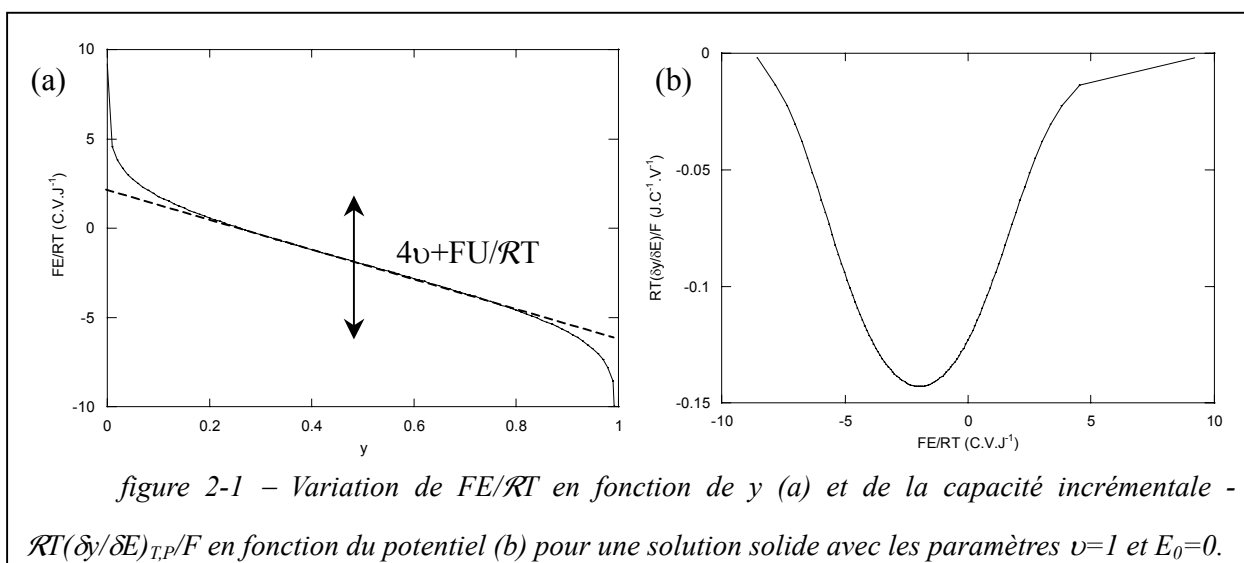 (a)
10
5
0
-5
-10
FE/RT (C.V.J⁻¹)
0 0.2 0.4 0.6 0.8 1
y
4υ+FU/ℛT
(b)
0
-0.05
-0.1
-0.15
RT(δy/δE)/F (J.C⁻¹.V⁻¹)
-10 -5 0 5 10
FE/RT (C.V.J⁻¹)
figure 2-1 – Variation de FE/ℛT en fonction de y (a) et de la capacité incrémentale -
ℛT(δy/δE)T,P/F en fonction du potentiel (b) pour une solution solide avec les paramètres υ=1 et E₀=0.